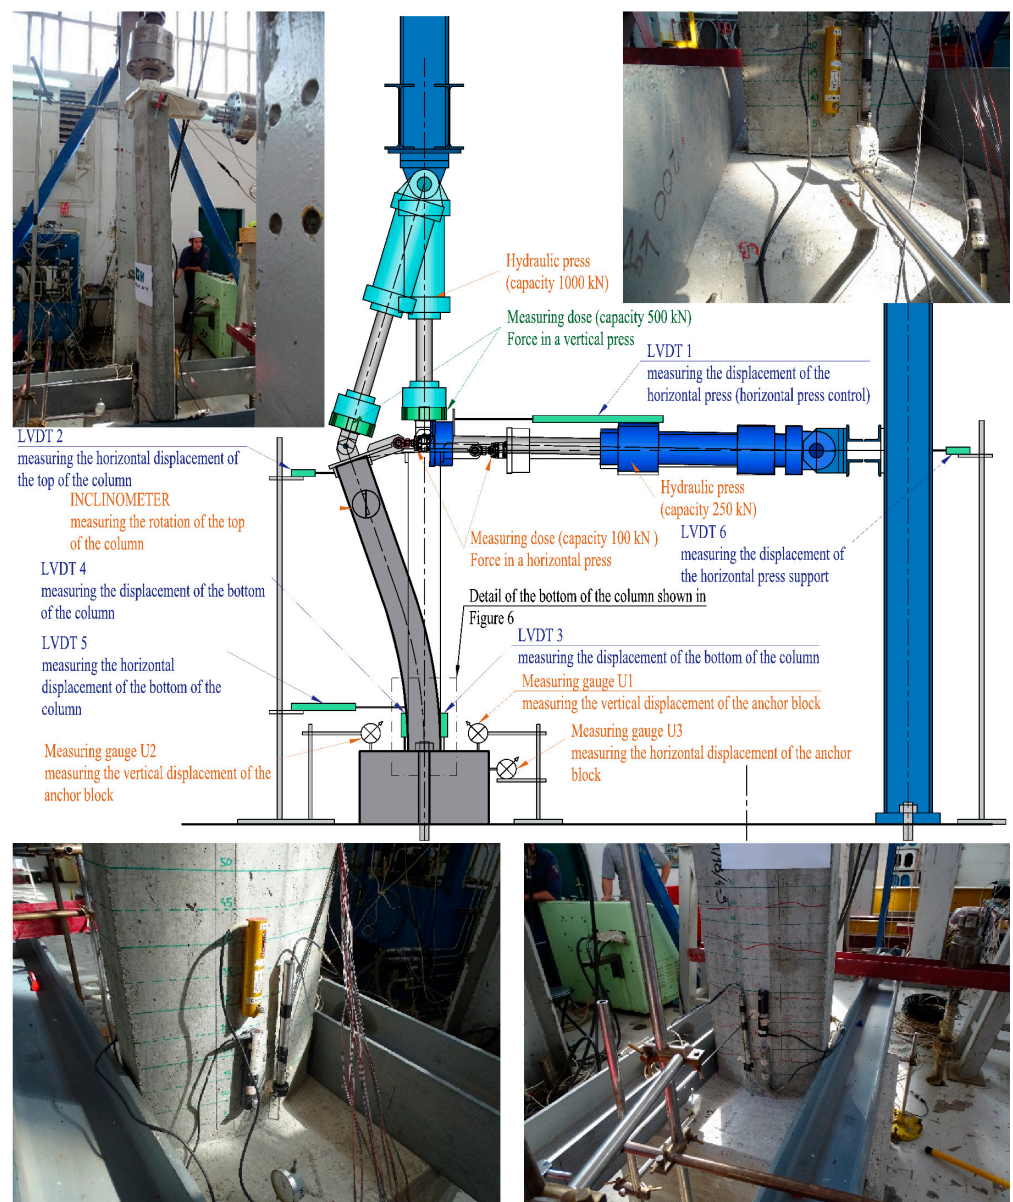 Hydraulic press
(capacity 1000 kN)
Measuring dose (capacity 500 kN)
Force in a vertical press
LVDT 1
measuring the displacement of the
horizontal press (horizontal press control)
LVDT 2
measuring the horizontal displacement of
the top of the column
INCLINOMETER
measuring the rotation of the top
of the column
Hydraulic press
(capacity 250 kN)
Measuring dose (capacity 100 kN )
Force in a horizontal press
LVDT 6
measuring the displacement of
the horizontal press support
LVDT 4
measuring the displacement of the bottom
of the column
Detail of the bottom of the column shown in
Figure 6
LVDT 5
measuring the horizontal
displacement of the bottom of the
column
LVDT 3
measuring the displacement of the bottom of the column
Measuring gauge U1
measuring the vertical displacement of the anchor block
Measuring gauge U2
measuring the vertical displacement of the
anchor block
Measuring gauge U3
measuring the horizontal displacement of the anchor
block
50
45